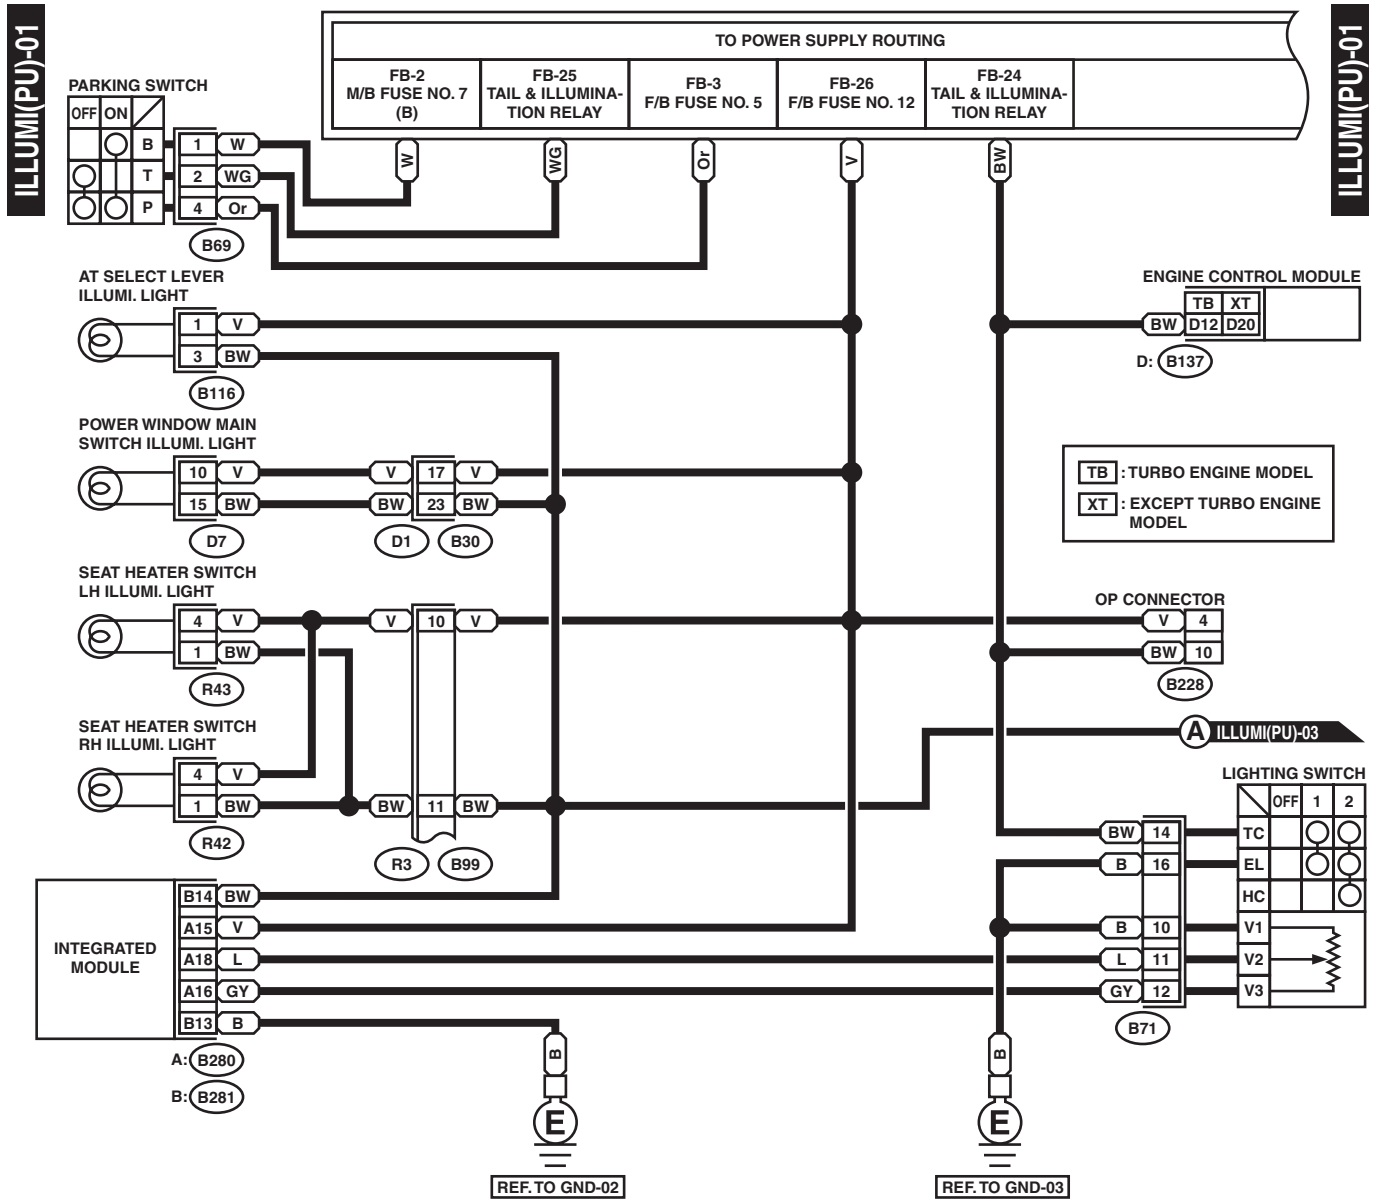 ILLUMI(PU)-01
ILLUMI(PU)-01
TO POWER SUPPLY ROUTING
FB-2
M/B FUSE NO. 7
(B)
FB-25
TAIL & ILLUMINA-
TION RELAY
FB-3
F/B FUSE NO. 5
FB-26
F/B FUSE NO. 12
FB-24
TAIL & ILLUMINA-
TION RELAY
W
WG
Or
V
BW
PARKING SWITCH
OFF ON
B 1 W
T 2 WG
P 4 Or
B69
AT SELECT LEVER
ILLUMI. LIGHT
1 V
3 BW
B116
ENGINE CONTROL MODULE
TB XT
BW D12 D20
D: B137
POWER WINDOW MAIN
SWITCH ILLUMI. LIGHT
10 V V 17 V
15 BW BW 23 BW
D7 D1 B30
TB : TURBO ENGINE MODEL
XT : EXCEPT TURBO ENGINE
MODEL
SEAT HEATER SWITCH
LH ILLUMI. LIGHT
4 V V 10 V
1 BW
R43
OP CONNECTOR
V 4
BW 10
B228
SEAT HEATER SWITCH
RH ILLUMI. LIGHT
4 V
1 BW BW 11 BW
R42 R3 B99
A ILLUMI(PU)-03
LIGHTING SWITCH
OFF 1 2
BW 14 TC
B 16 EL
HC
B 10 V1
L 11 V2
GY 12 V3
B71
INTEGRATED
MODULE
B14 BW
A15 V
A18 L
A16 GY
B13 B
A: B280
B: B281
B
E
REF. TO GND-02
B
E
REF. TO GND-03